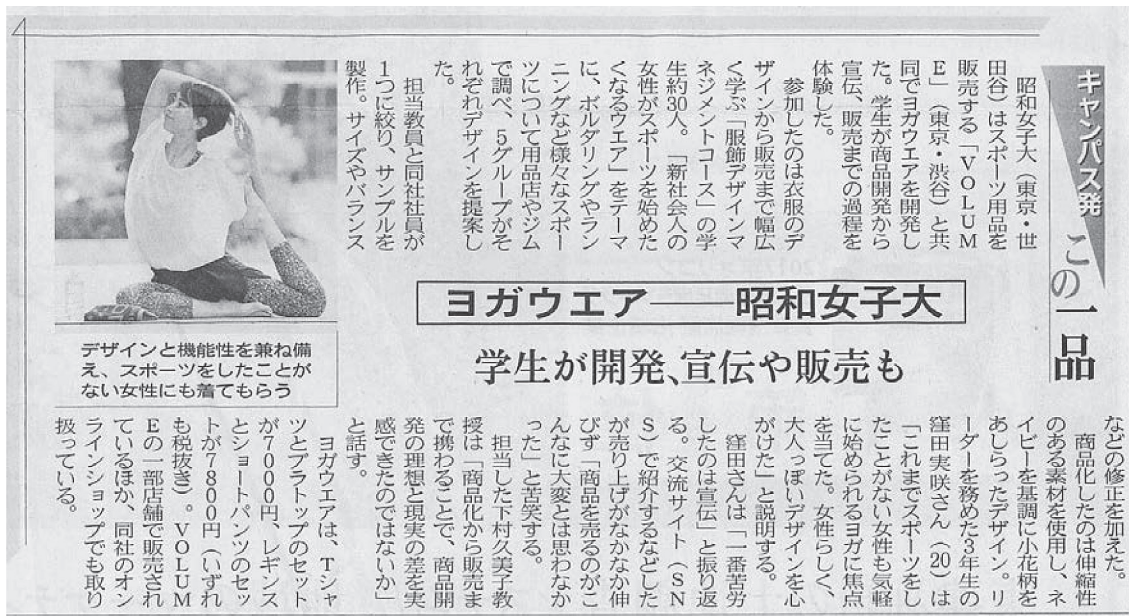 キャンパス発
この一品
ヨガウエア――昭和女子大
学生が開発、宣伝や販売も
昭和女子大（東京・世
田谷）はスポーツ用品を
販売する「ＶＯＬＵＭ
Ｅ」（東京・渋谷）と共
同でヨガウエアを開発し
た。学生が商品開発から
宣伝、販売までの過程を
体験した。
参加したのは衣服のデ
ザインから販売まで幅広
く学ぶ「服飾デザインマ
ネジメントコース」の学
生約30人。「新社会人の
女性がスポーツを始めた
くなるウエア」をテーマ
に、ボルダリングやラン
ニングなど様々なスポー
ツについて用品店やジム
で調べ、５グループがそ
れぞれデザインを提案し
た。
担当教員と同社社員が
１つに絞り、サンプルを
製作。サイズやバランス
などの修正を加えた。
商品化したのは伸縮性
のある素材を使用し、ネ
イビーを基調に小花柄を
あしらったデザイン。リ
ーダーを務めた３年生の
窪田実咲さん（20）は
「これまでスポーツをし
たことがない女性も気軽
に始められるヨガに焦点
を当てた。女性らしく、
大人っぽいデザインを心
がけた」と説明する。
窪田さんは「一番苦労
したのは宣伝」と振り返
る。交流サイト（ＳＮ
Ｓ）で紹介するなどした
が売り上げがなかなか伸
びず「商品を売るのがこ
んなに大変とは思わなか
った」と苦笑する。
担当した下村久美子教
授は「商品化から販売ま
で携わることで、商品開
発の理想と現実の差を実
感できたのではないか」
と話す。
ヨガウエアは、Ｔシャ
ツとブラトップのセット
が７０００円、レギンス
とショートパンツのセッ
トが７８００円（いずれ
も税抜き）。ＶＯＬＵＭ
Ｅの一部店舗で販売され
ているほか、同社のオン
ラインショップでも取り
扱っている。
デザインと機能性を兼ね備
え、スポーツをしたことが
ない女性にも着てもらう